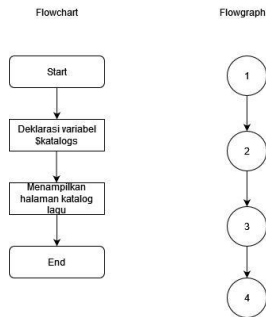 Flowchart
Flowgraph
Start
1
Deklarasi variabel
$katalogs
2
Menampilkan
halaman katalog
lagu
3
End
4